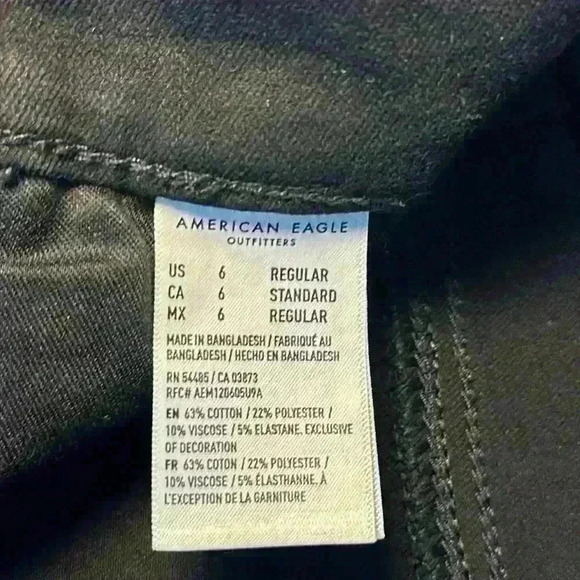 AMERICAN EAGLE
OUTFITTERS
US 6 REGULAR
CA 6 STANDARD
MX 6 REGULAR
MADE IN BANGLADESH / FABRIQUÉ AU
BANGLADESH / HECHO EN BANGLADESH
RN 54485 / CA 03873
RFC# AEM120605U9A
EN 63% COTTON / 22% POLYESTER /
10% VISCOSE / 5% ELASTANE. EXCLUSIVE
OF DECORATION
FR 63% COTON / 22% POLYESTER /
10% VISCOSE / 5% ÉLASTHANNE. À
L'EXCEPTION DE LA GARNITURE